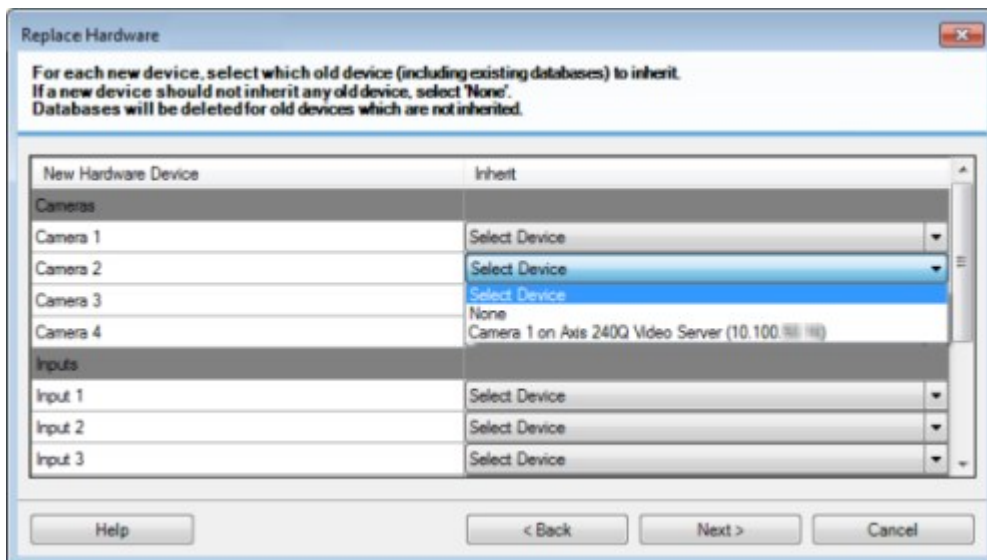 Replace Hardware
For each new device, select which old device (including existing databases) to inherit.
If a new device should not inherit any old device, select 'None'.
Databases will be deleted for old devices which are not inherited.
New Hardware Device Inherit
Cameras
Camera 1 Select Device
Camera 2 Select Device
Camera 3 Select Device
None
Camera 4 Camera 1 on Axis 240Q Video Server (10.100.
Inputs
Input 1 Select Device
Input 2 Select Device
Input 3 Select Device
Help < Back Next > Cancel